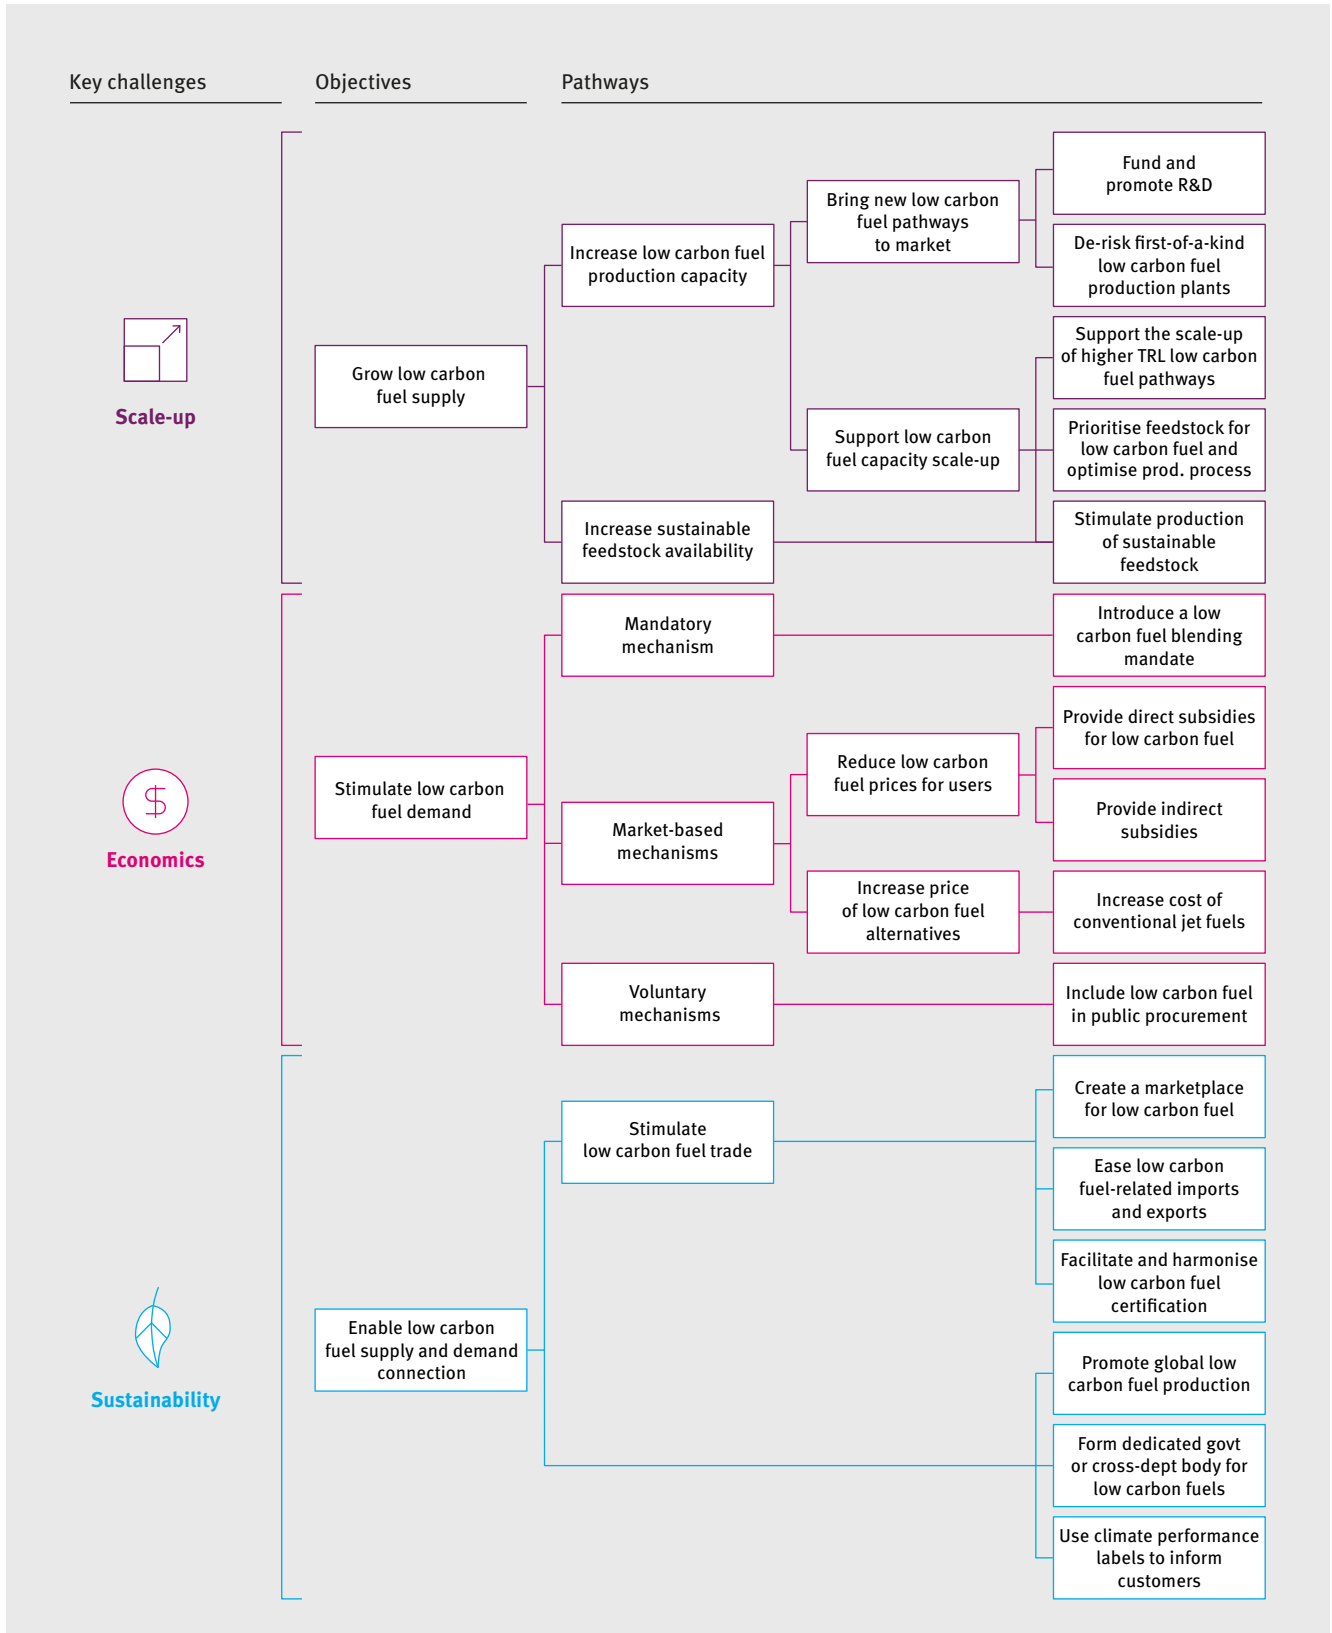 Key challenges
Objectives
Pathways
Scale-up
Grow low carbon
fuel supply
Increase low carbon fuel
production capacity
Bring new low carbon
fuel pathways
to market
Fund and
promote R&D
De-risk first-of-a-kind
low carbon fuel
production plants
Support low carbon
fuel capacity scale-up
Support the scale-up
of higher TRL low carbon
fuel pathways
Prioritise feedstock for
low carbon fuel and
optimise prod. process
Increase sustainable
feedstock availability
Stimulate production
of sustainable
feedstock
Economics
Stimulate low carbon
fuel demand
Mandatory
mechanism
Introduce a low
carbon fuel blending
mandate
Market-based
mechanisms
Reduce low carbon
fuel prices for users
Provide direct subsidies
for low carbon fuel
Provide indirect
subsidies
Increase price
of low carbon fuel
alternatives
Increase cost of
conventional jet fuels
Voluntary
mechanisms
Include low carbon fuel
in public procurement
Sustainability
Enable low carbon
fuel supply and demand
connection
Stimulate
low carbon fuel trade
Create a marketplace
for low carbon fuel
Ease low carbon
fuel-related imports
and exports
Facilitate and harmonise
low carbon fuel
certification
Promote global low
carbon fuel production
Form dedicated govt
or cross-dept body for
low carbon fuels
Use climate performance
labels to inform
customers